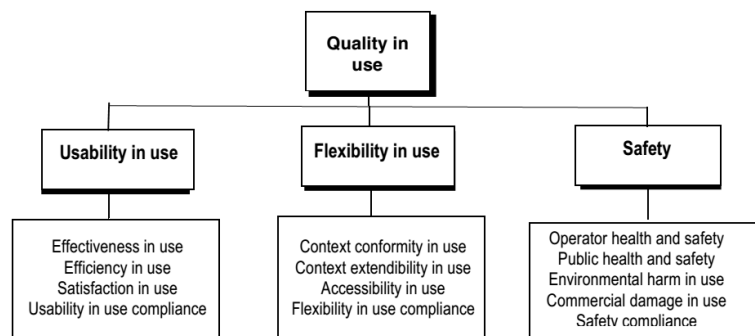 Quality in
use
Usability in use
Flexibility in use
Safety
Effectiveness in use
Efficiency in use
Satisfaction in use
Usability in use compliance
Context conformity in use
Context extendibility in use
Accessibility in use
Flexibility in use compliance
Operator health and safety
Public health and safety
Environmental harm in use
Commercial damage in use
Safety compliance